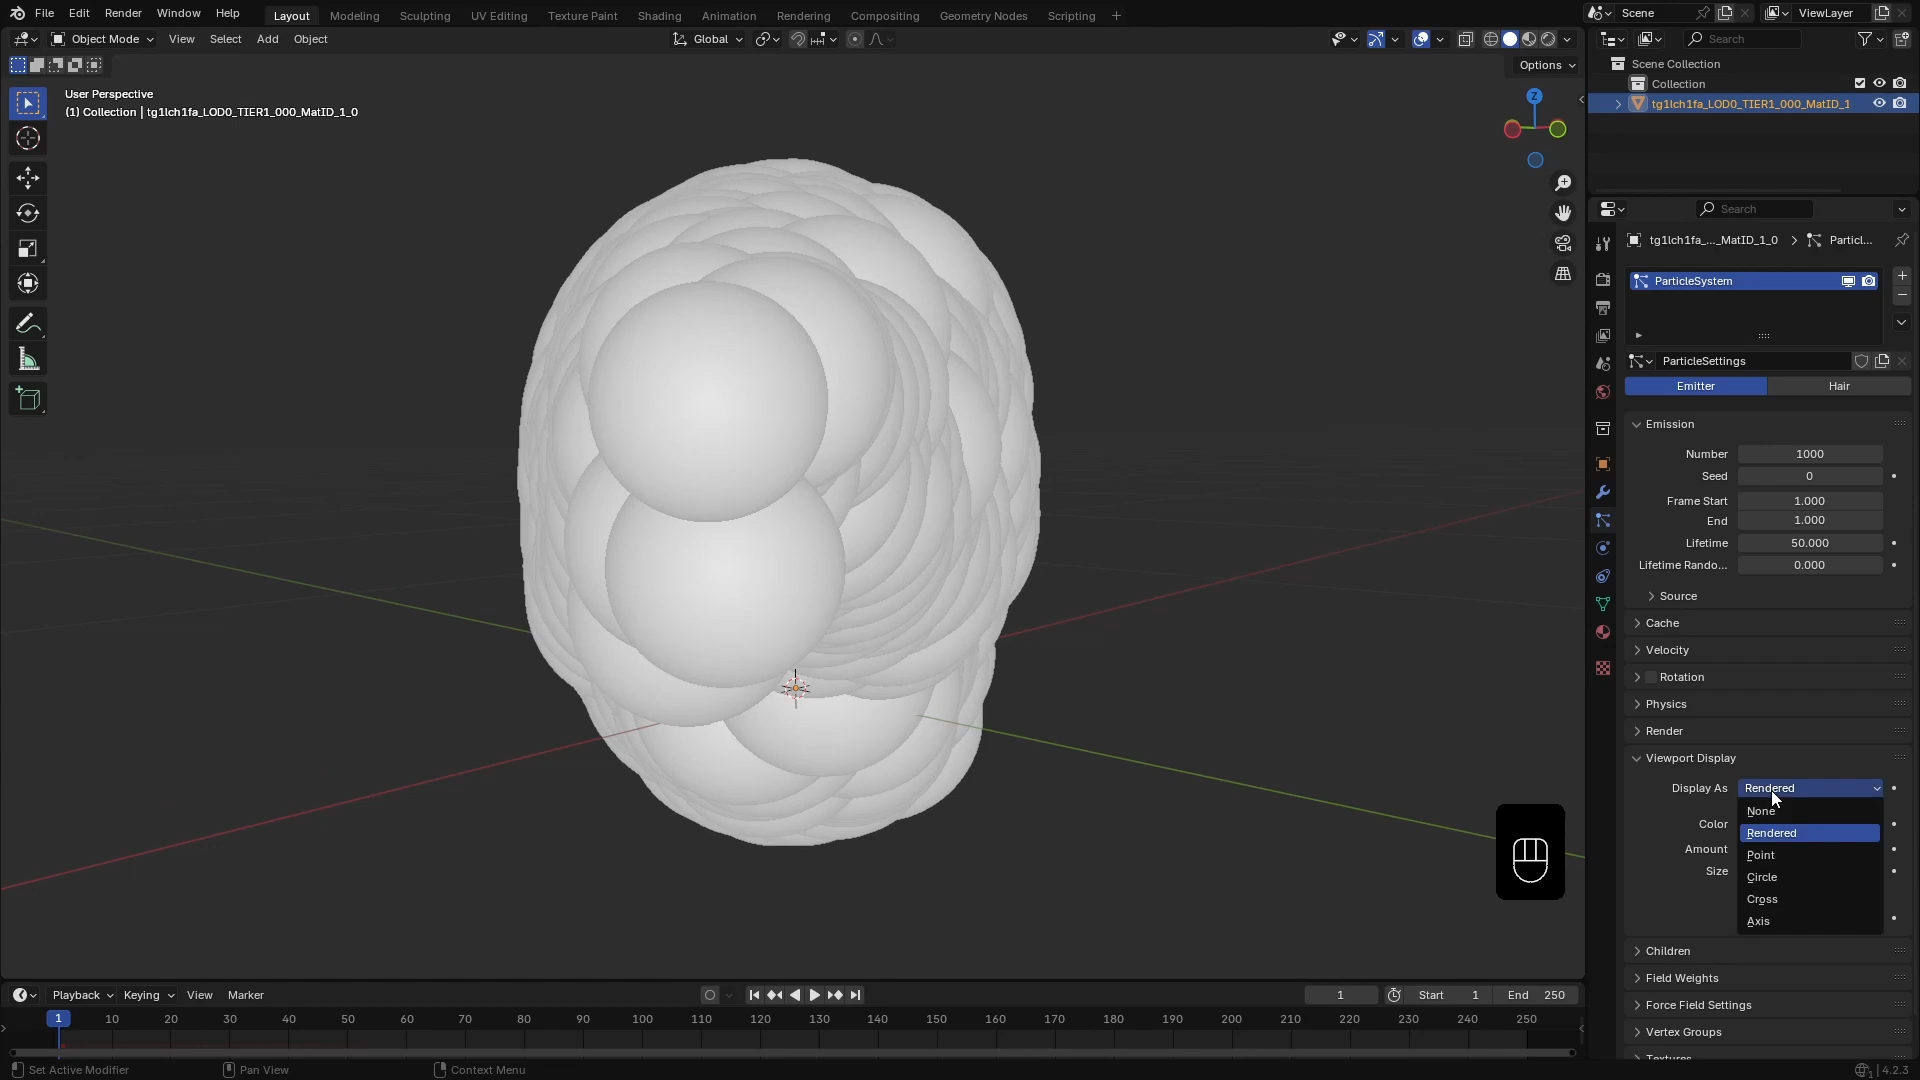 File Edit Render Window Help
Layout Modeling Sculpting UV Editing Texture Paint Shading Animation Rendering Compositing Geometry Nodes Scripting
Scene ViewLayer
Object Mode View Select Add Object Global
Search
Options
User Perspective
(1) Collection | tg1lch1fa_LOD0_TIER1_000_MatID_1_0
Z
Scene Collection
Collection
tg1lch1fa_LOD0_TIER1_000_MatID_1
Search
tg1lch1fa_..._MatID_1_0 Particl...
ParticleSystem
ParticleSettings
Emitter Hair
Emission
Number 1000
Seed 0
Frame Start 1.000
End 1.000
Lifetime 50.000
Lifetime Rando... 0.000
Source
Cache
Velocity
Rotation
Physics
Render
Viewport Display
Display As Rendered
None
Color
Rendered
Amount
Point
Size
Circle
Cross
Axis
Children
Field Weights
Force Field Settings
Vertex Groups
Textures
Playback Keying View Marker 1 Start 1 End 250
1 10 20 30 40 50 60 70 80 90 100 110 120 130 140 150 160 170 180 190 200 210 220 230 240 250
Set Active Modifier Pan View Context Menu 4.2.3